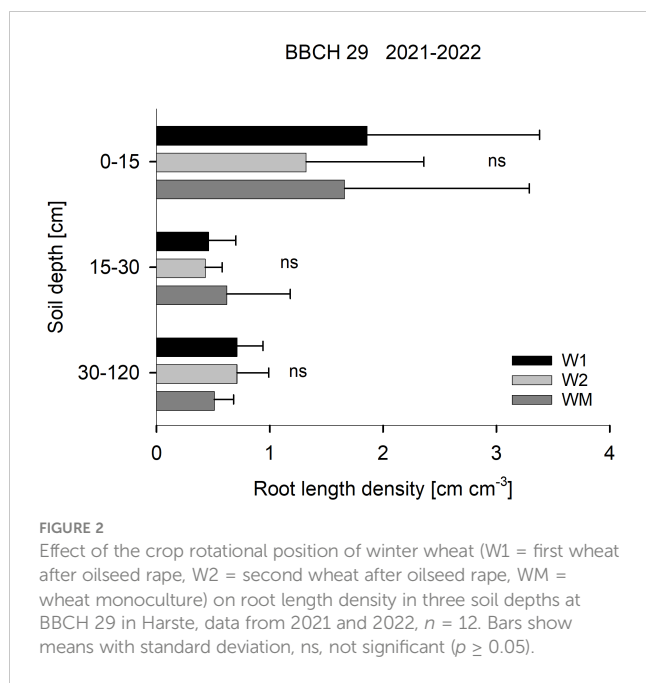 BBCH 29 2021-2022
Soil depth [cm]
0-15
ns
15-30
ns
30-120
ns
W1
W2
WM
0 1 2 3 4
Root length density [cm cm⁻³]
FIGURE 2
Effect of the crop rotational position of winter wheat (W1 = first wheat
after oilseed rape, W2 = second wheat after oilseed rape, WM =
wheat monoculture) on root length density in three soil depths at
BBCH 29 in Harste, data from 2021 and 2022, n = 12. Bars show
means with standard deviation, ns, not significant (p ≥ 0.05).